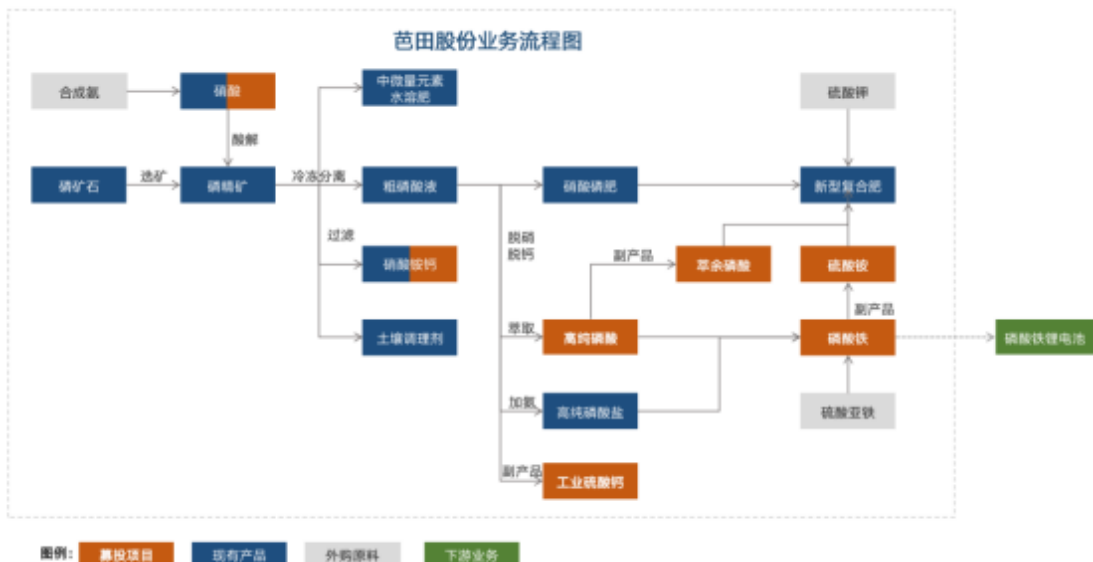 芭田股份业务流程图
合成氨
硝酸
中微量元素
水溶肥
硫酸钾
酸解
磷矿石
选矿
磷精矿
冷冻分离
粗磷酸液
硝酸磷肥
新型复合肥
过滤
脱硝
脱钙
硝酸铵钙
副产品
萃余磷酸
硫酸铵
副产品
土壤调理剂
萃取
高纯磷酸
磷酸铁
磷酸铁锂电池
加氨
高纯磷酸盐
硫酸亚铁
副产品
工业硫酸钙
图例：
募投项目
现有产品
外购原料
下游业务